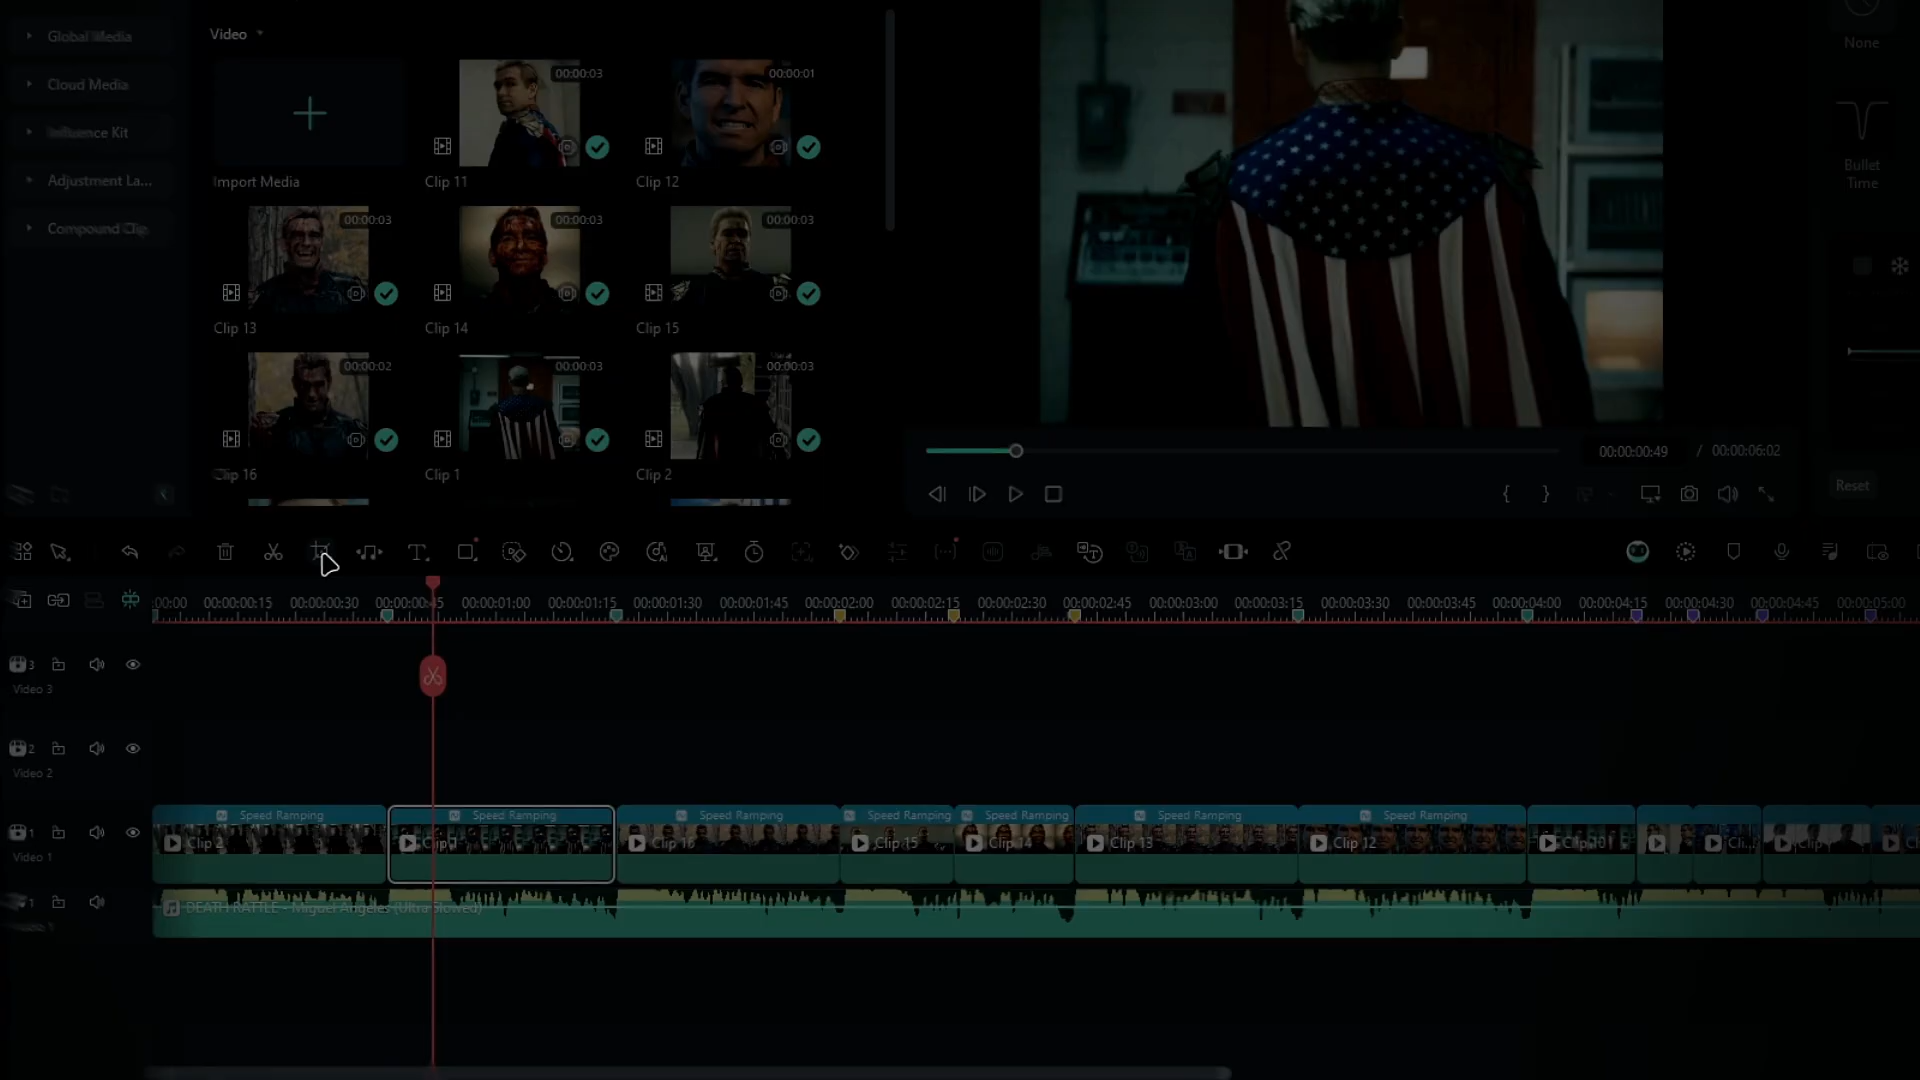 Global Media
Cloud Media
Influence Kit
Adjustment La...
Compound Clip
Video
Import Media
00:00:03
Clip 11
00:00:01
Clip 12
00:00:03
Clip 13
00:00:03
Clip 14
00:00:03
Clip 15
00:00:02
Clip 16
00:00:03
Clip 1
00:00:03
Clip 2
00:00:00:49 / 00:00:06:02
None
Bullet
Time
Reset
:00:00 00:00:00:15 00:00:00:30 00:00:00:45 00:00:01:00 00:00:01:15 00:00:01:30 00:00:01:45 00:00:02:00 00:00:02:15 00:00:02:30 00:00:02:45 00:00:03:00 00:00:03:15 00:00:03:30 00:00:03:45 00:00:04:00 00:00:04:15 00:00:04:30 00:00:04:45 00:00:05:00
3
Video 3
2
Video 2
1
Video 1
Speed Ramping Speed Ramping Speed Ramping Speed Ramping Speed Ramping Speed Ramping Speed Ramping
Clip 2 Clip 1 Clip 16 Clip 15 Clip 14 Clip 13 Clip 12 Clip 10 Cli...
1
DEATH RATTLE - Miguel Angeles (Ultra Slowed)